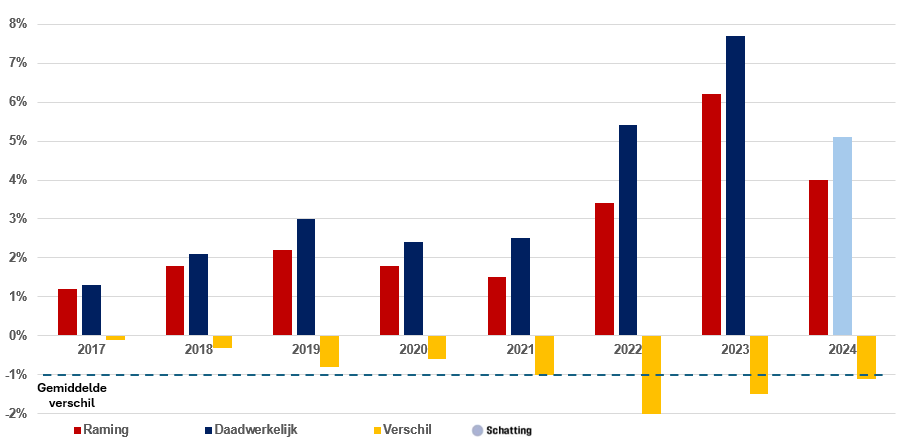 8%
7%
6%
5%
4%
3%
2%
1%
0%
2017 2018 2019 2020 2021 2022 2023 2024
-1%
Gemiddelde
verschil
-2%
Raming Daadwerkelijk Verschil Schatting